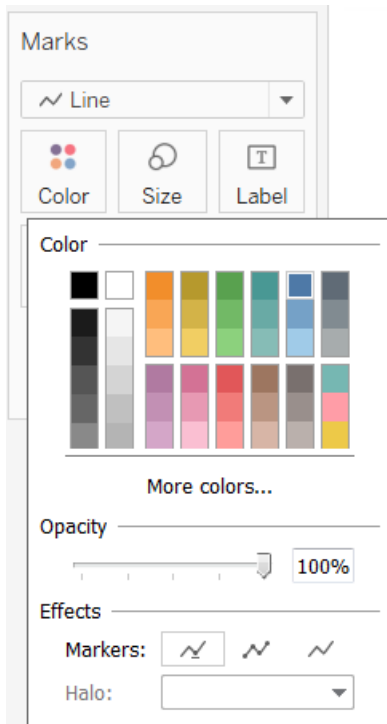 Marks
Line
Color Size Label
Color
More colors...
Opacity
100%
Effects
Markers:
Halo: